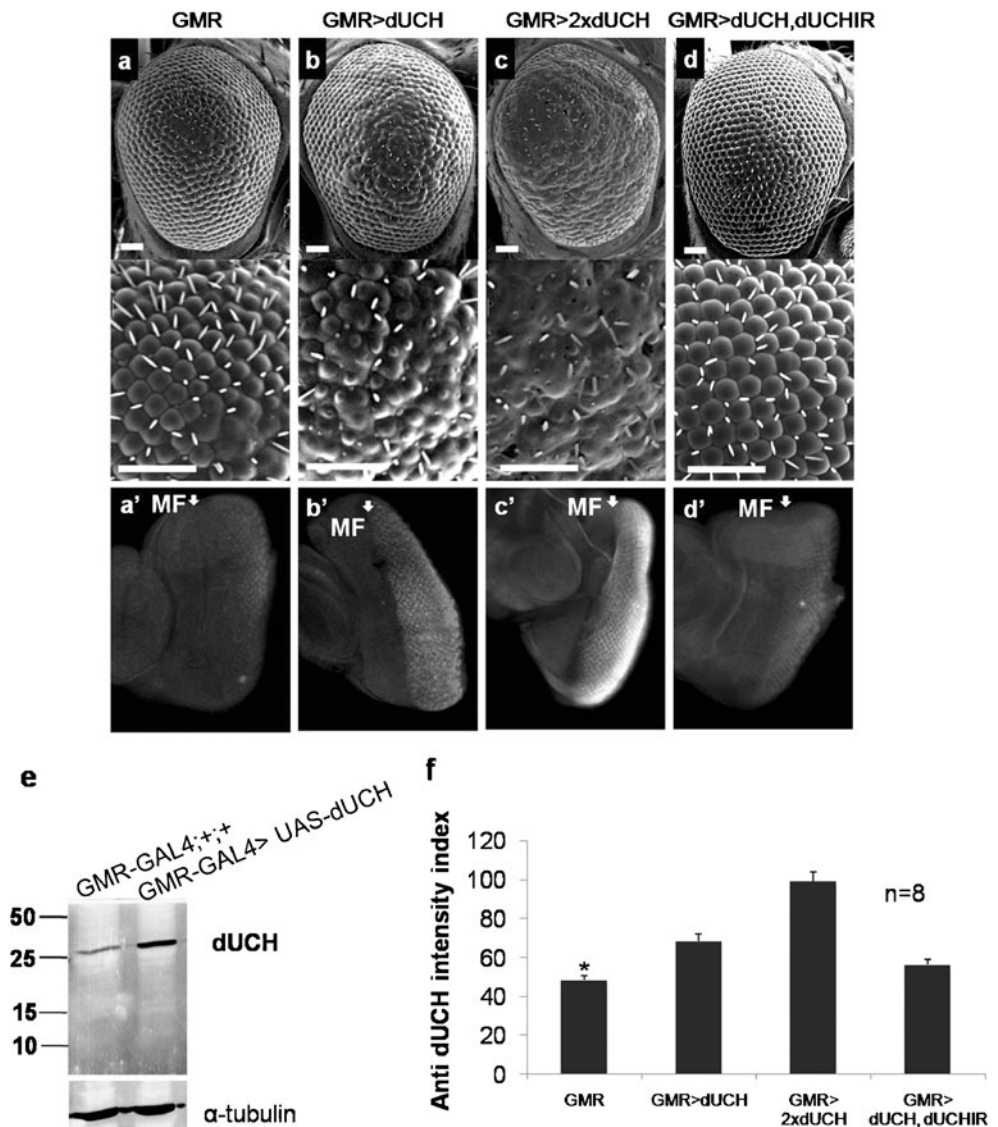 GMR GMR>dUCH GMR>2xdUCH GMR>dUCH,dUCHIR
a b c d
a' MF b' MF c' MF d' MF
e
GMR-GAL4;+;+
GMR-GAL4> UAS-dUCH
50
25
15
10
dUCH
α-tubulin
f
Anti dUCH intensity index
120
100
80
60
40
20
0
*
n=8
GMR GMR>dUCH GMR> GMR>
2xdUCH dUCH, dUCHIR